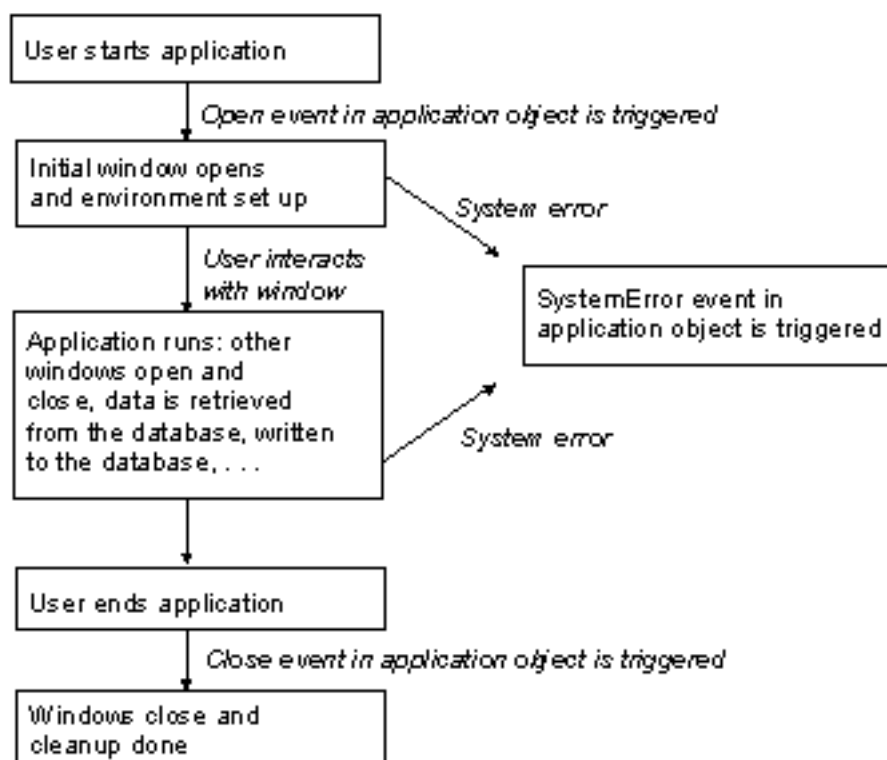 User starts application
Open event in application object is triggered
Initial window opens
and environment set up
System error
User interacts
with window
SystemError event in
application object is triggered
Application runs: other
windows open and
close, data is retrieved
from the database, written
to the database, . . .
System error
User ends application
Close event in application object is triggered
Windows close and
cleanup done